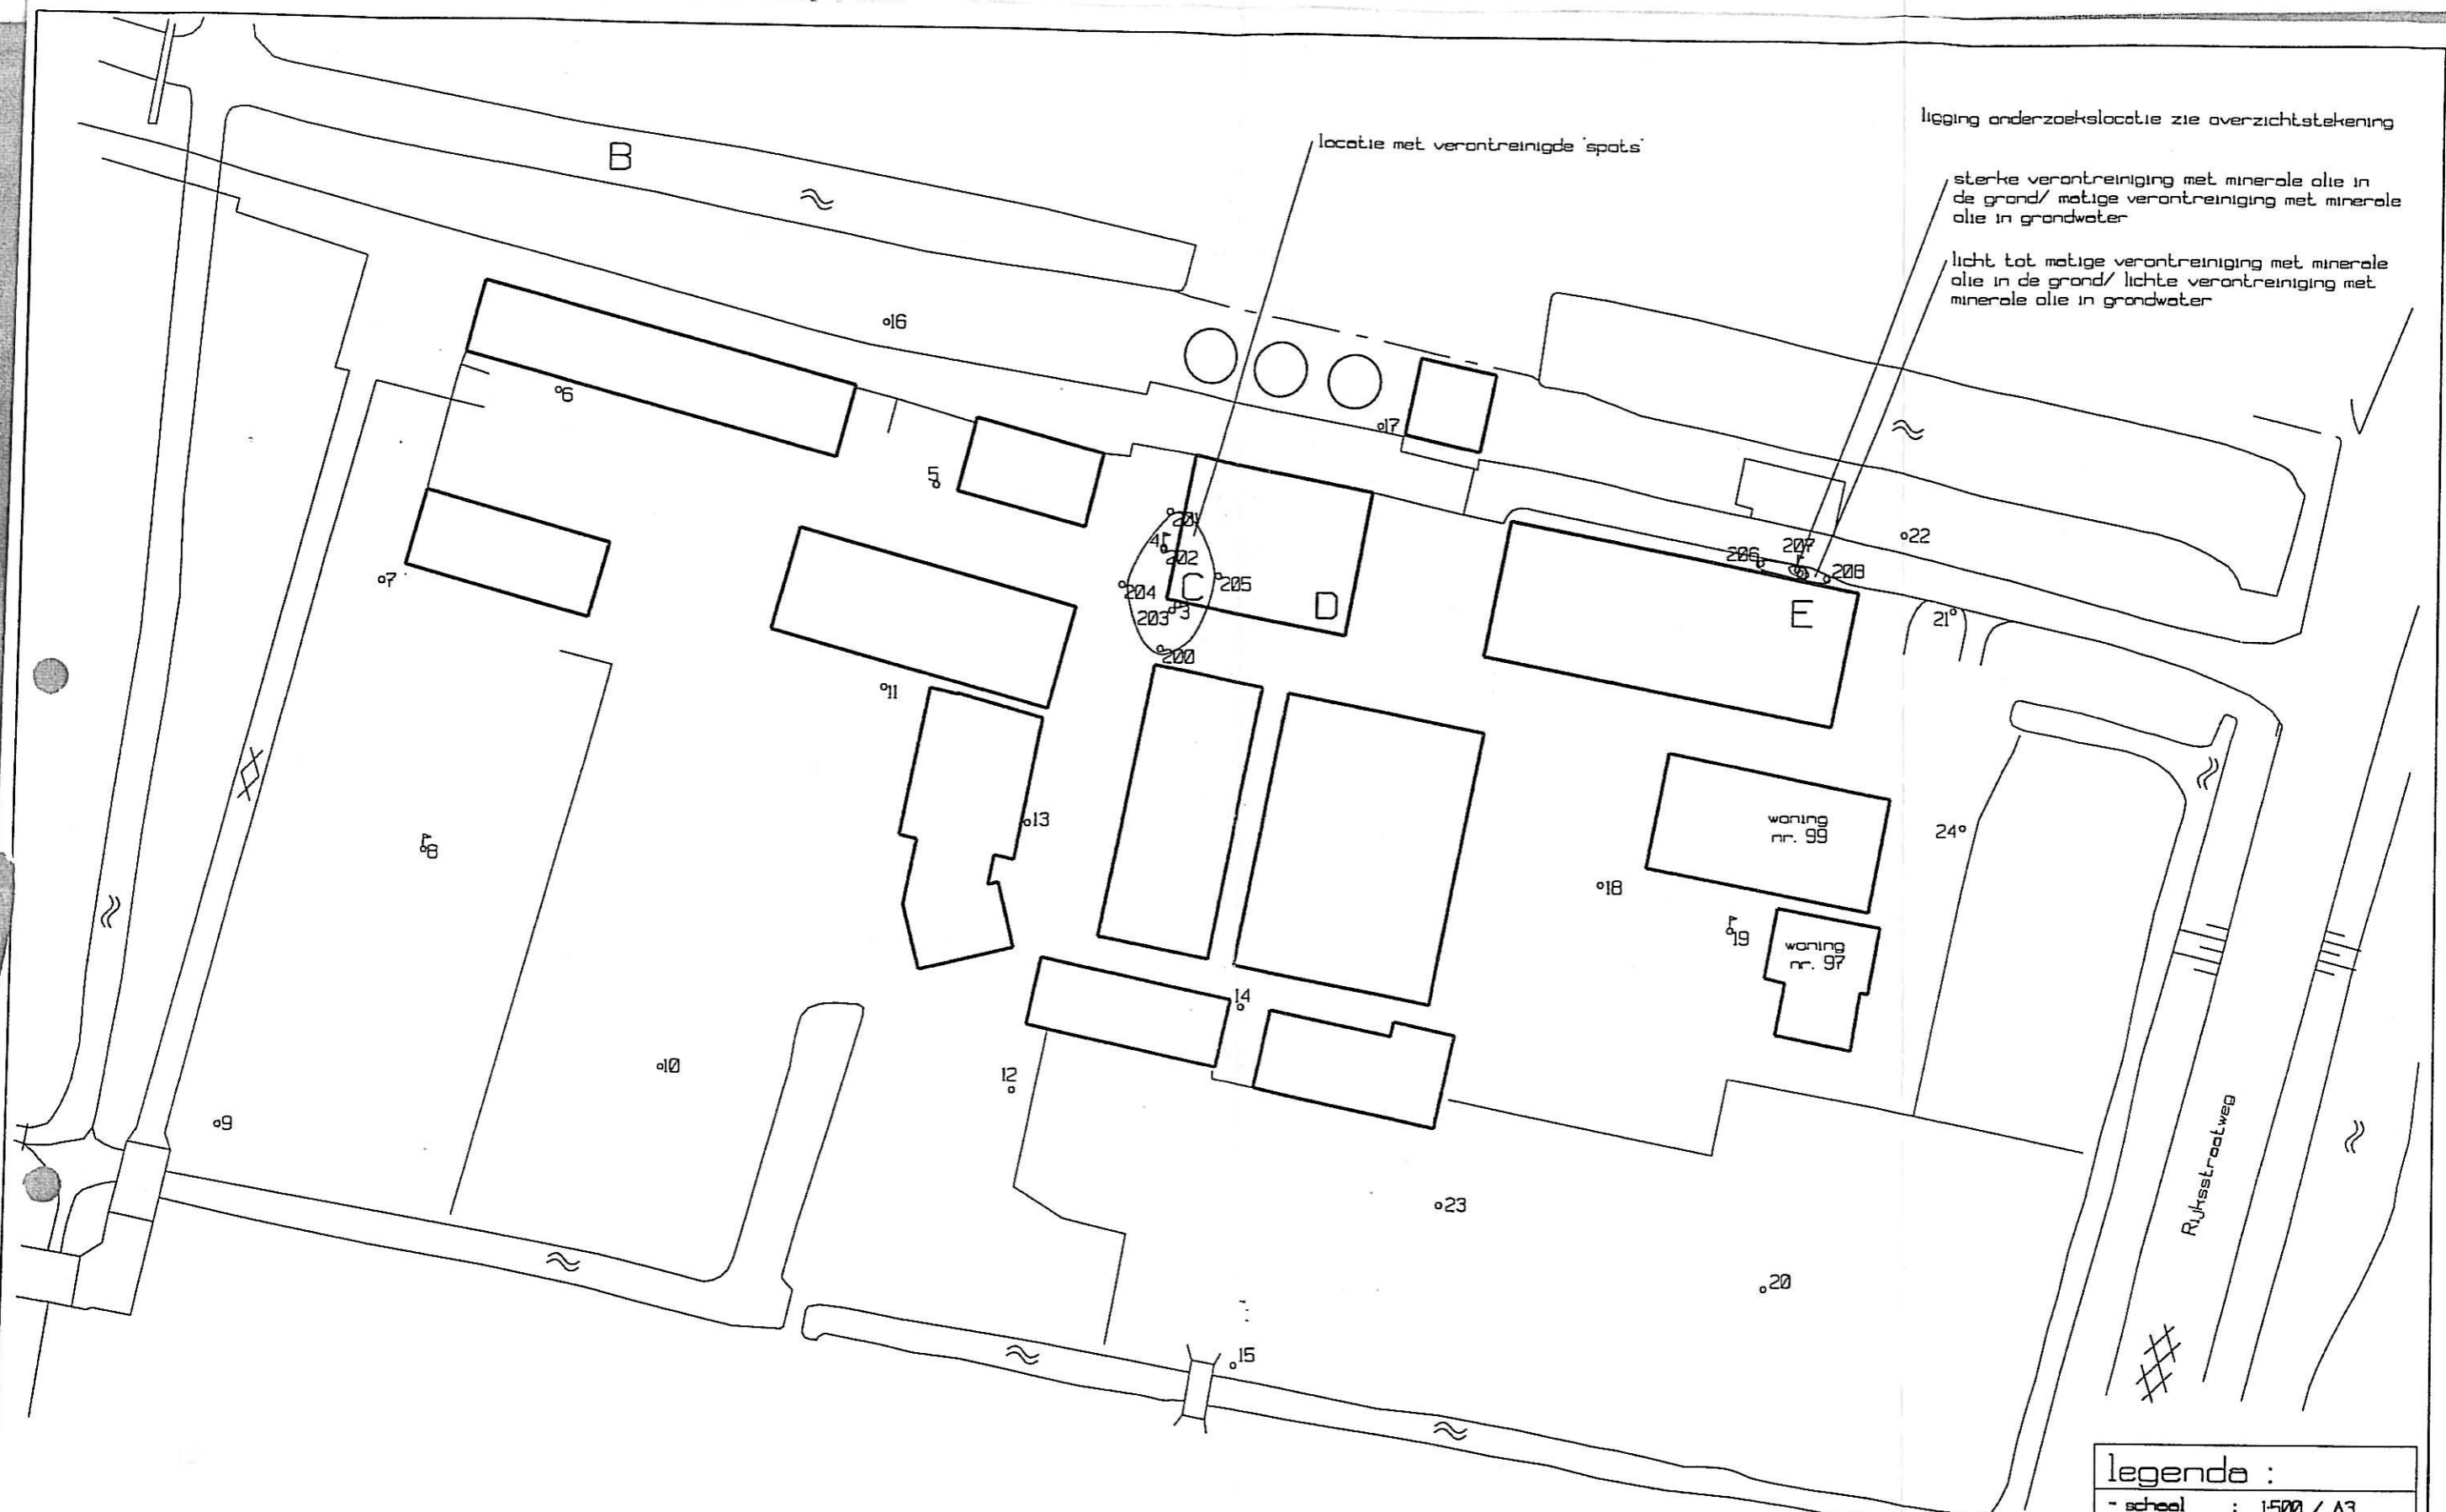 ligging onderzoekslocatie zie overzichtstekening
locatie met verontreinigde 'spots'
B
sterke verontreiniging met minerale olie in
de grond/ matige verontreiniging met minerale
olie in grondwater
licht tot matige verontreiniging met minerale
olie in de grond/ lichte verontreiniging met
minerale olie in grondwater
16
6
17
5
201
4
202
22
206
207
208
7
204
C
205
203
3
D
E
21
200
11
13
woning
nr. 99
24
8
18
19
woning
nr. 97
14
10
12
9
Rijksstraatweg
23
20
15
legenda :
- schaal : 1:500 / A3